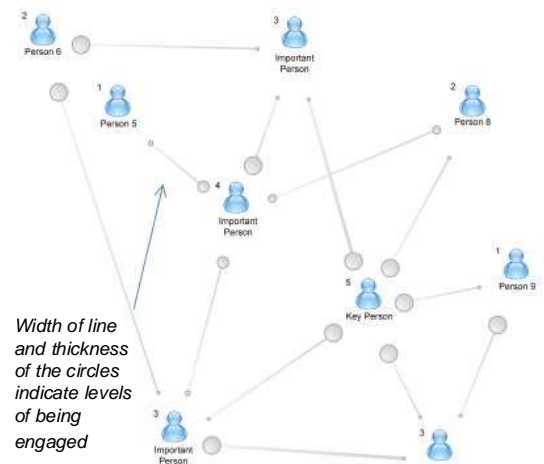 2
Person 6
3
Important
Person
1
Person 5
2
Person 8
4
Important
Person
1
Person 9
5
Key Person
Width of line
and thickness
of the circles
indicate levels
of being
engaged
3
Important
Person
3